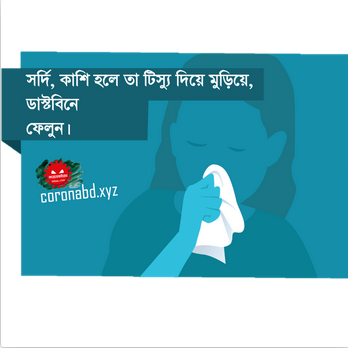 সর্দি, কাশি হলে তা টিস্যু দিয়ে মুড়িয়ে,
ডাস্টবিনে
ফেলুন।
coronabd.xyz